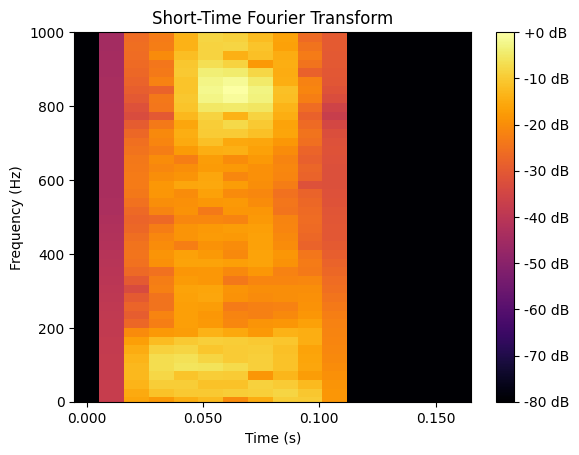 Short-Time Fourier Transform
1000
800
600
400
200
0
Frequency (Hz)
0.000
0.050
0.100
0.150
Time (s)
+0 dB
-10 dB
-20 dB
-30 dB
-40 dB
-50 dB
-60 dB
-70 dB
-80 dB